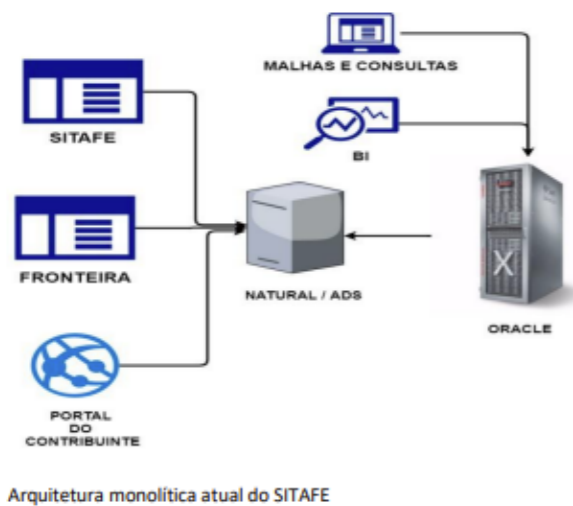 MALHAS E CONSULTAS
SITAFE
BI
FRONTEIRA
NATURAL / ADS
X
ORACLE
PORTAL
DO
CONTRIBUINTE
Arquitetura monolítica atual do SITAFE